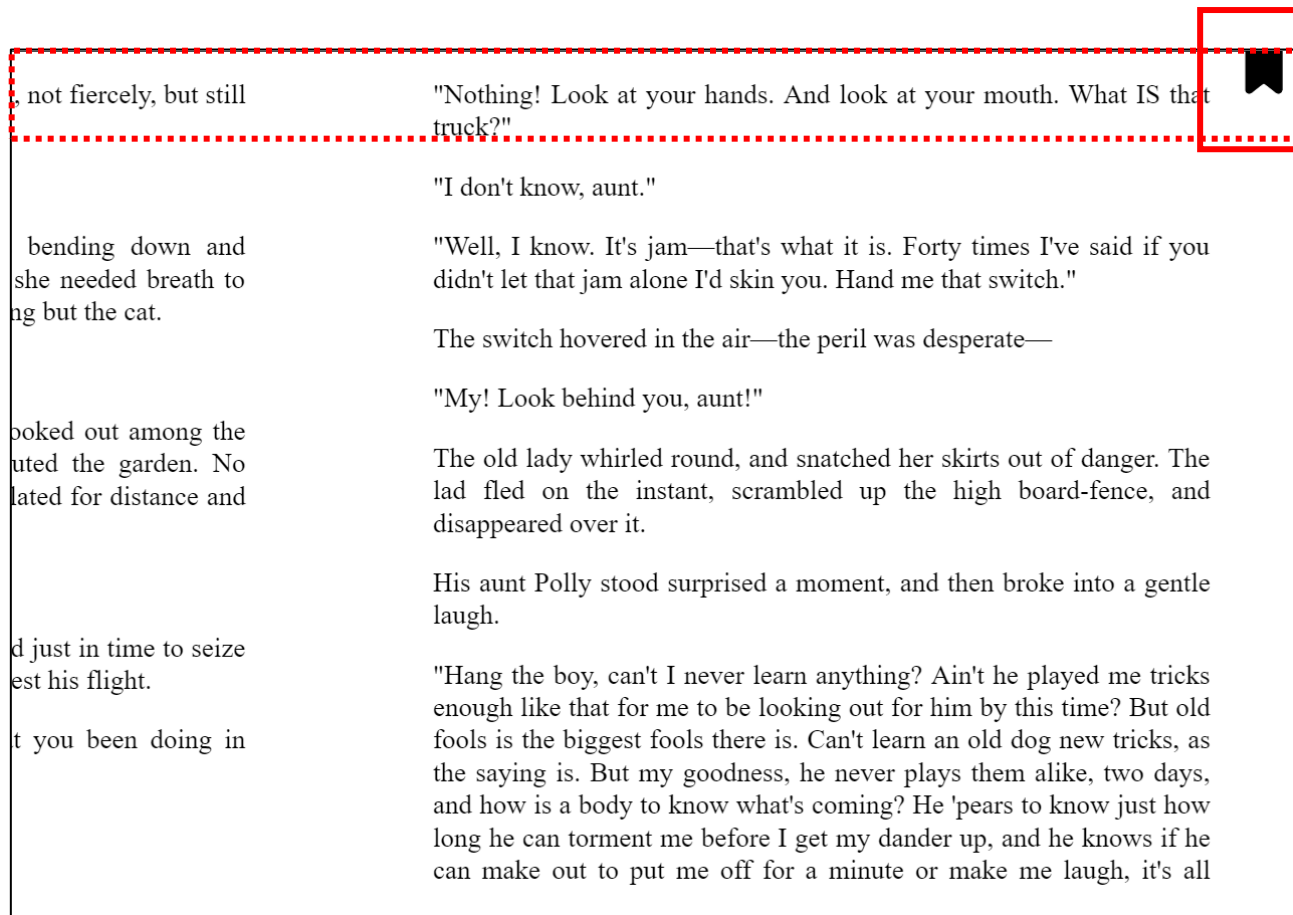 , not fiercely, but still
bending down and
she needed breath to
ng but the cat.
ooked out among the
uted the garden. No
lated for distance and
d just in time to seize
est his flight.
t you been doing in
"Nothing! Look at your hands. And look at your mouth. What IS that
truck?"
"I don't know, aunt."
"Well, I know. It's jam—that's what it is. Forty times I've said if you
didn't let that jam alone I'd skin you. Hand me that switch."
The switch hovered in the air—the peril was desperate—
"My! Look behind you, aunt!"
The old lady whirled round, and snatched her skirts out of danger. The
lad fled on the instant, scrambled up the high board-fence, and
disappeared over it.
His aunt Polly stood surprised a moment, and then broke into a gentle
laugh.
"Hang the boy, can't I never learn anything? Ain't he played me tricks
enough like that for me to be looking out for him by this time? But old
fools is the biggest fools there is. Can't learn an old dog new tricks, as
the saying is. But my goodness, he never plays them alike, two days,
and how is a body to know what's coming? He 'pears to know just how
long he can torment me before I get my dander up, and he knows if he
can make out to put me off for a minute or make me laugh, it's all